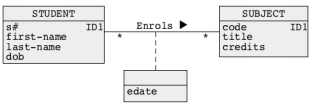 STUDENT
s# ID1
first-name
last-name
dob
Enrols ▶
* *
SUBJECT
code ID1
title
credits
edate